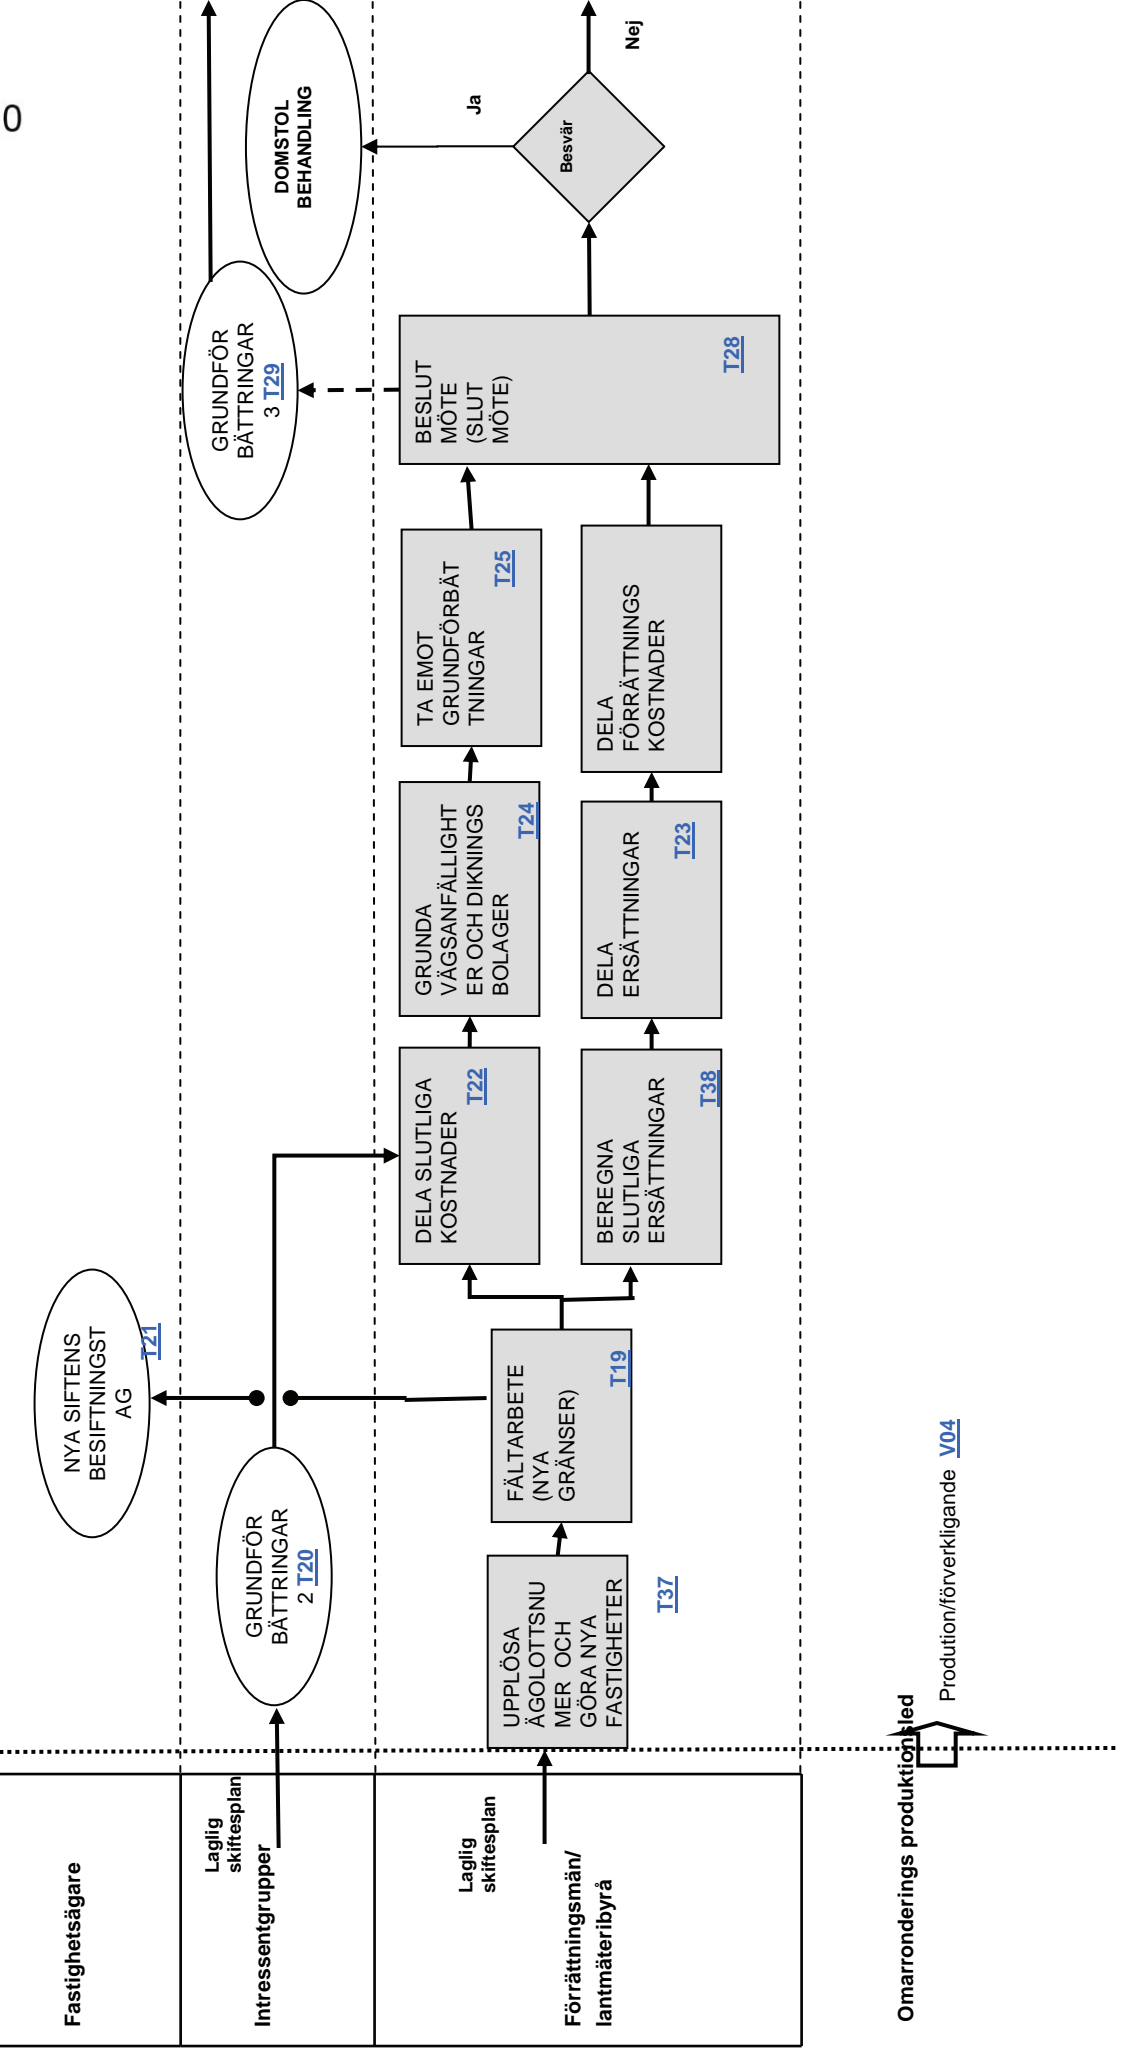 0
Fastighetsägare
NYA SIFTENS
BESIFTNINGST
AG
T21
Intressentgrupper
Laglig
skiftesplan
GRUNDFÖR
BÄTTRINGAR
2 T20
GRUNDFÖR
BÄTTRINGAR
3 T29
DOMSTOL
BEHANDLING
Förrättningsmän/
lantmäteribyrå
Laglig
skiftesplan
UPPLÖSA
ÄGOLOTTSNU
MER OCH
GÖRA NYA
FASTIGHETER
T37
FÄLTARBETE
(NYA
GRÄNSER)
T19
DELA SLUTLIGA
KOSTNADER
T22
GRUNDA
VÄGSANFÄLLIGHT
ER OCH DIKNINGS
BOLAGER
T24
TA EMOT
GRUNDFÖRBÄT
TNINGAR
T25
BEREGNA
SLUTLIGA
ERSÄTTNINGAR
T38
DELA
ERSÄTTNINGAR
T23
DELA
FÖRRÄTTNINGS
KOSTNADER
BESLUT
MÖTE
(SLUT
MÖTE)
T28
Besvär
Ja
Nej
Omarronderings produktionsled
Prodution/förverkligande V04